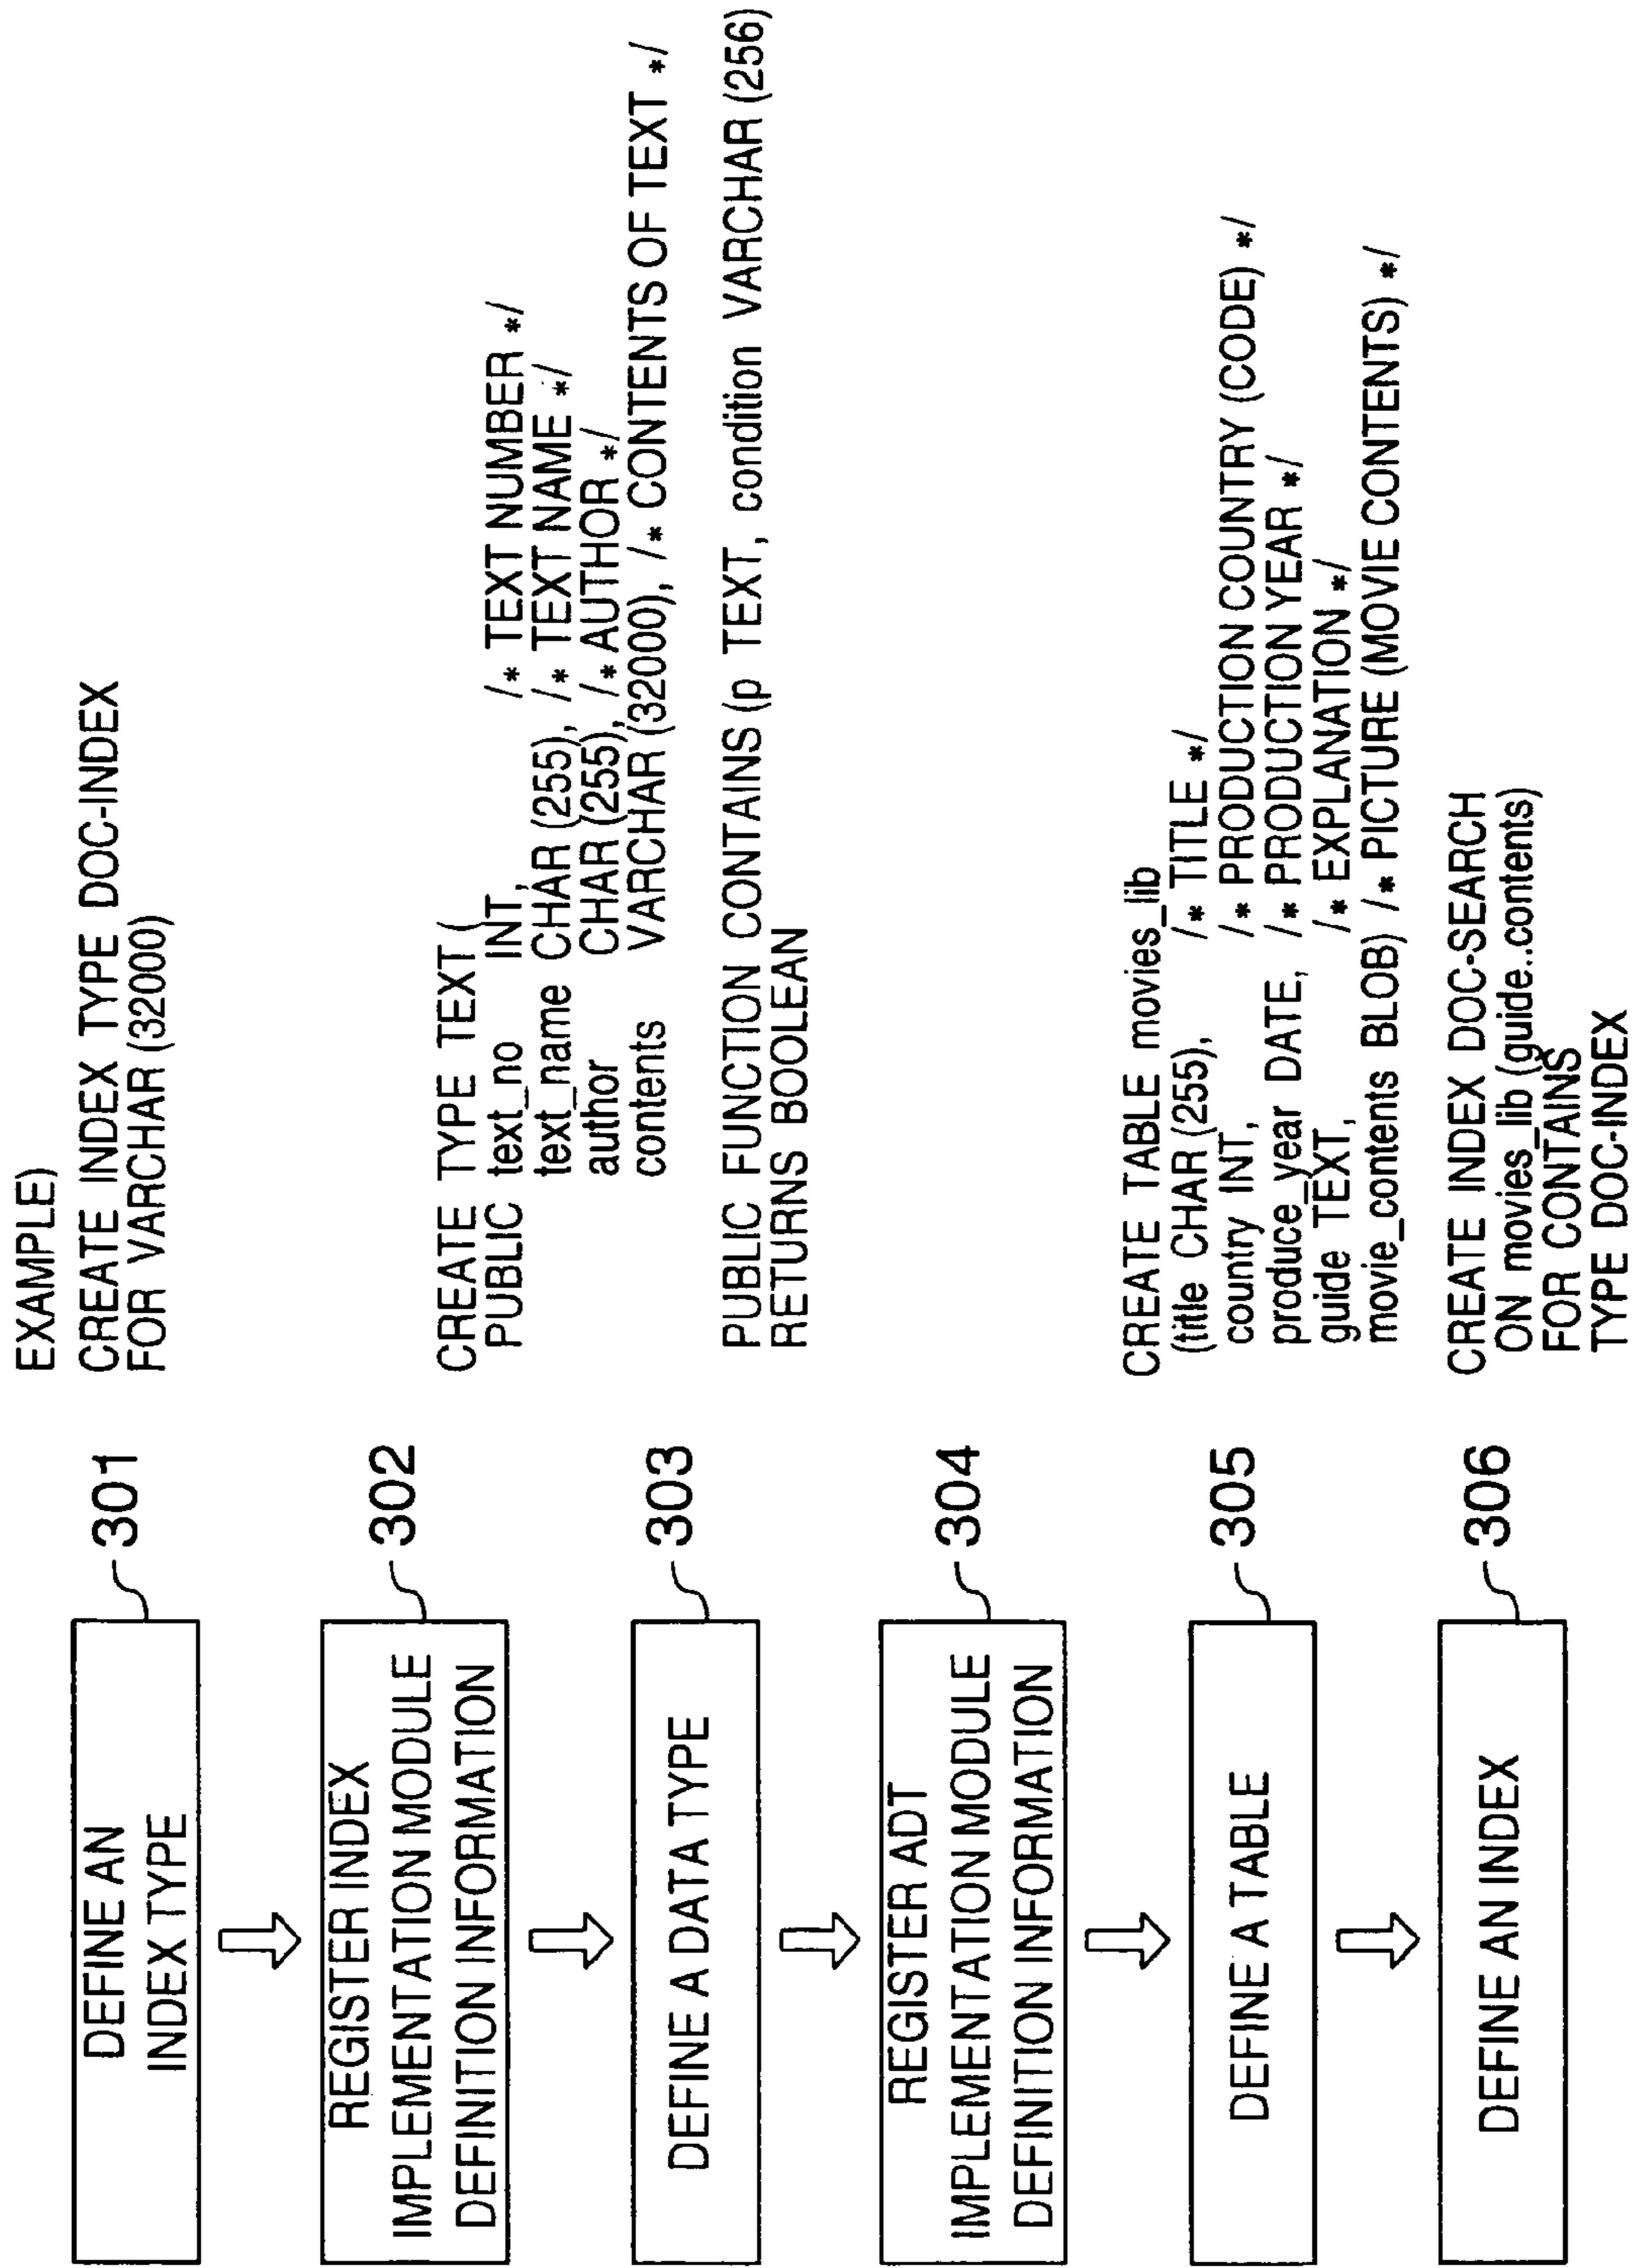 EXAMPLE)
DEFINE AN
INDEX TYPE
301
CREATE INDEX TYPE DOC-INDEX
FOR VARCHAR (32000)
REGISTER INDEX
IMPLEMENTATION MODULE
DEFINITION INFORMATION
302
DEFINE A DATA TYPE
303
CREATE TYPE TEXT (
PUBLIC text_no INT, /* TEXT NUMBER */
text_name CHAR (255), /* TEXT NAME */
author CHAR (255), /* AUTHOR */
contents VARCHAR (32000), /* CONTENTS OF TEXT */
PUBLIC FUNCTION CONTAINS (p TEXT, condition VARCHAR (256)
RETURNS BOOLEAN
REGISTER ADT
IMPLEMENTATION MODULE
DEFINITION INFORMATION
304
DEFINE A TABLE
305
CREATE TABLE movies_lib
(title CHAR (255), /* TITLE */
country INT, /* PRODUCTION COUNTRY (CODE) */
produce_year DATE, /* PRODUCTION YEAR */
guide TEXT, /* EXPLANATION */
movie_contents BLOB) /* PICTURE (MOVIE CONTENTS) */
DEFINE AN INDEX
306
CREATE INDEX DOC-SEARCH
ON movies_lib (guide..contents)
FOR CONTAINS
TYPE DOC-INDEX